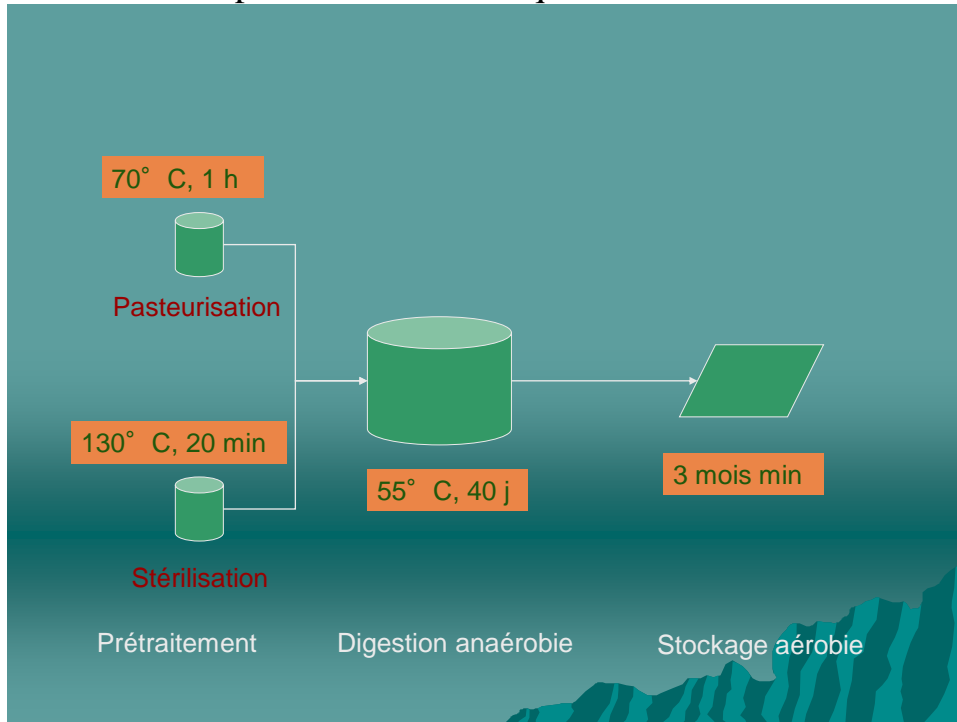 70° C, 1 h
Pasteurisation
130° C, 20 min
Stérilisation
55° C, 40 j
3 mois min
Prétraitement
Digestion anaérobie
Stockage aérobie